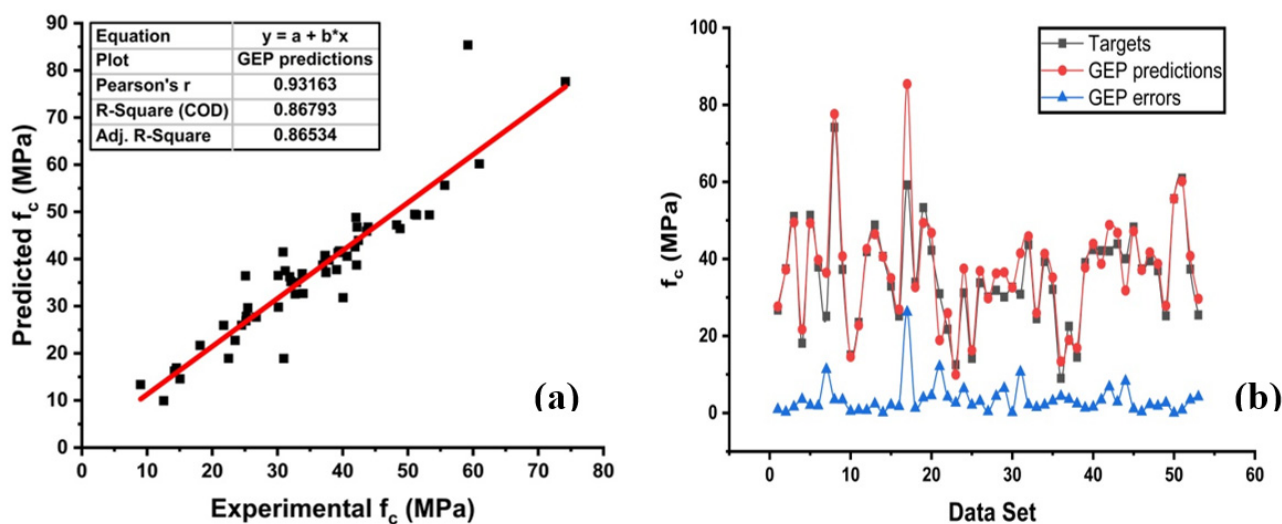 90
80
70
60
50
40
30
20
10
0
Predicted f_c (MPa)
Equation y = a + b*x
Plot GEP predictions
Pearson's r 0.93163
R-Square (COD) 0.86793
Adj. R-Square 0.86534
(a)
0 10 20 30 40 50 60 70 80
Experimental f_c (MPa)
Targets
GEP predictions
GEP errors
100
80
60
40
20
0
f_c (MPa)
(b)
0 10 20 30 40 50 60
Data Set